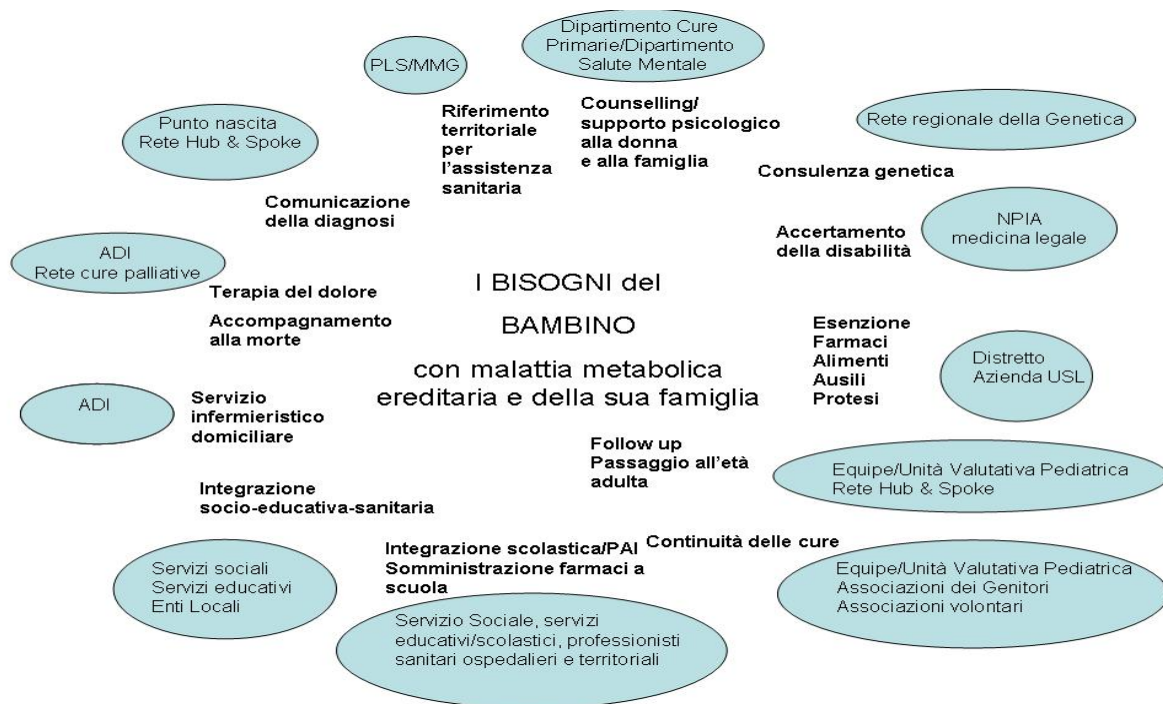 Dipartimento Cure
Primarie/Dipartimento
Salute Mentale
PLS/MMG
Counselling/
supporto psicologico
alla donna
e alla famiglia
Riferimento
territoriale
per
l'assistenza
sanitaria
Punto nascita
Rete Hub & Spoke
Comunicazione
della diagnosi
Rete regionale della Genetica
Consulenza genetica
NPIA
medicina legale
Accertamento
della disabilità
ADI
Rete cure palliative
Terapia del dolore
Accompagnamento
alla morte
I BISOGNI del
BAMBINO
con malattia metabolica
ereditaria e della sua famiglia
Esenzione
Farmaci
Alimenti
Ausili
Protesi
Distretto
Azienda USL
ADI
Servizio
infermieristico
domiciliare
Follow up
Passaggio all'età
adulta
Equipe/Unità Valutativa Pediatrica
Rete Hub & Spoke
Integrazione
socio-educativa-sanitaria
Servizi sociali
Servizi educativi
Enti Locali
Integrazione scolastica/PAI
Somministrazione farmaci a
scuola
Servizio Sociale, servizi
educativi/scolastici, professionisti
sanitari ospedalieri e territoriali
Continuità delle cure
Equipe/Unità Valutativa Pediatrica
Associazioni dei Genitori
Associazioni volontari